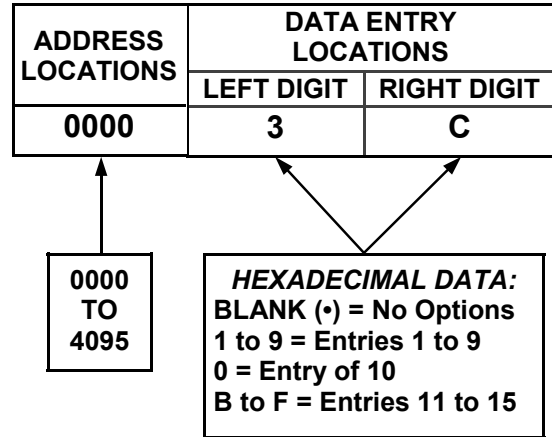 ADDRESS
LOCATIONS
DATA ENTRY
LOCATIONS
LEFT DIGIT
RIGHT DIGIT
0000
3
C
0000
TO
4095
HEXADECIMAL DATA:
BLANK (•) = No Options
1 to 9 = Entries 1 to 9
0 = Entry of 10
B to F = Entries 11 to 15